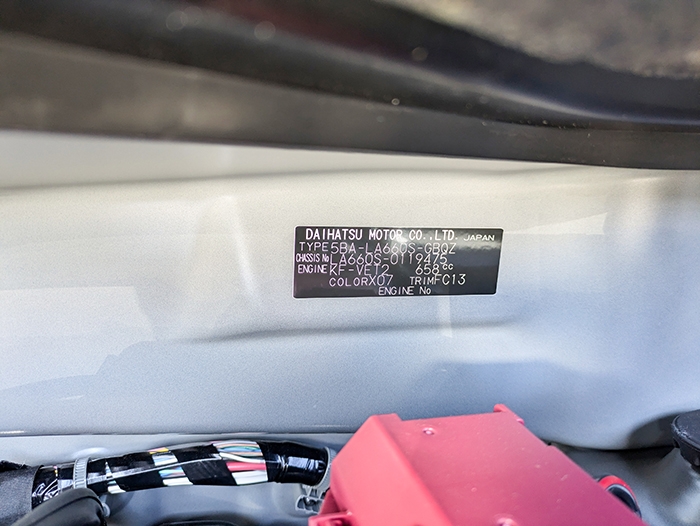 DAIHATSU MOTOR CO.,LTD. JAPAN
TYPE 5BA-LA660S-GBQZ
CHASSIS No LA660S-0119475
ENGINE KF-VET2 658cc
COLOR X07 TRIM FC13
ENGINE No